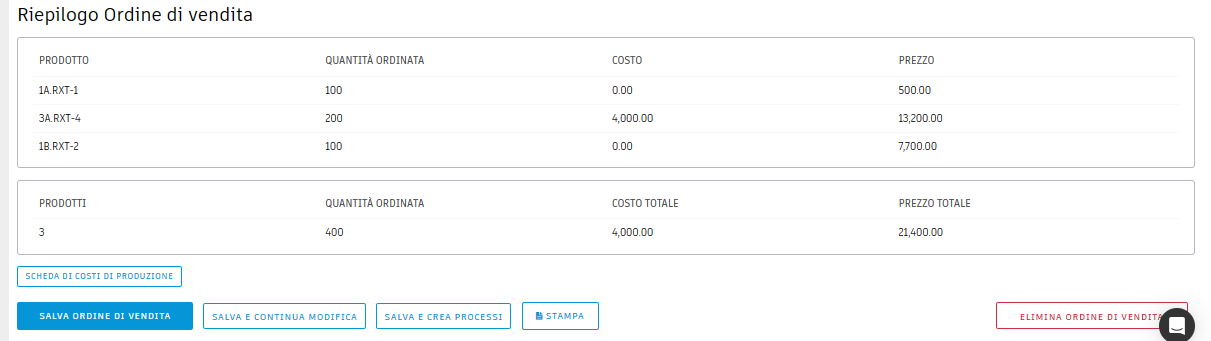 Riepilogo Ordine di vendita
PRODOTTO QUANTITÀ ORDINATA COSTO PREZZO
1A.RXT-1 100 0.00 500.00
3A.RXT-4 200 4,000.00 13,200.00
1B.RXT-2 100 0.00 7,700.00
PRODOTTI QUANTITÀ ORDINATA COSTO TOTALE PREZZO TOTALE
3 400 4,000.00 21,400.00
SCHEDA DI COSTI DI PRODUZIONE
SALVA ORDINE DI VENDITA SALVA E CONTINUA MODIFICA SALVA E CREA PROCESSI STAMPA ELIMINA ORDINE DI VENDITA